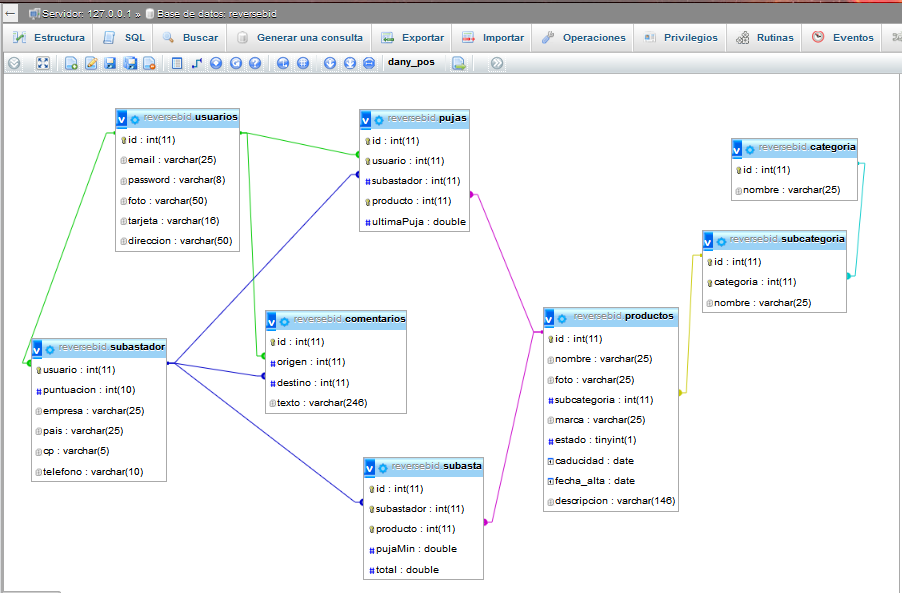 Servidor: 127.0.0.1 » Base de datos: reversebid
Estructura SQL Buscar Generar una consulta Exportar Importar Operaciones Privilegios Rutinas Eventos
dany_pos
reversebid.usuarios
id : int(11)
email : varchar(25)
password : varchar(8)
foto : varchar(50)
tarjeta : varchar(16)
direccion : varchar(50)
reversebid.pujas
id : int(11)
usuario : int(11)
subastador : int(11)
producto : int(11)
ultimaPuja : double
reversebid.categoria
id : int(11)
nombre : varchar(25)
reversebid.subcategoria
id : int(11)
categoria : int(11)
nombre : varchar(25)
reversebid.comentarios
id : int(11)
origen : int(11)
destino : int(11)
texto : varchar(246)
reversebid.productos
id : int(11)
nombre : varchar(25)
foto : varchar(25)
subcategoria : int(11)
marca : varchar(25)
estado : tinyint(1)
caducidad : date
fecha_alta : date
descripcion : varchar(146)
reversebid.subastador
usuario : int(11)
puntuacion : int(10)
empresa : varchar(25)
pais : varchar(25)
cp : varchar(5)
telefono : varchar(10)
reversebid.subasta
id : int(11)
subastador : int(11)
producto : int(11)
pujaMin : double
total : double